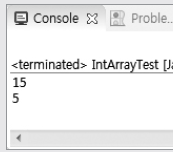 Console Proble..
<terminated> IntArrayTest [Ja
15
5